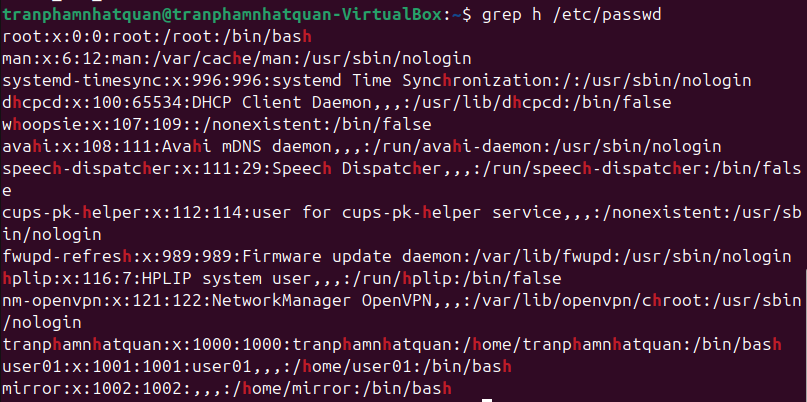 tranphamnhatquan@tranphamnhatquan-VirtualBox:~$ grep h /etc/passwd
root:x:0:0:root:/root:/bin/bash
man:x:6:12:man:/var/cache/man:/usr/sbin/nologin
systemd-timesync:x:996:996:systemd Time Synchronization:/:/usr/sbin/nologin
dhcpcd:x:100:65534:DHCP Client Daemon,,,:/usr/lib/dhcpcd:/bin/false
whoopsie:x:107:109::/nonexistent:/bin/false
avahi:x:108:111:Avahi mDNS daemon,,,:/run/avahi-daemon:/usr/sbin/nologin
speech-dispatcher:x:111:29:Speech Dispatcher,,,:/run/speech-dispatcher:/bin/fals
e
cups-pk-helper:x:112:114:user for cups-pk-helper service,,,:/nonexistent:/usr/sb
in/nologin
fwupd-refresh:x:989:989:Firmware update daemon:/var/lib/fwupd:/usr/sbin/nologin
hplip:x:116:7:HPLIP system user,,,:/run/hplip:/bin/false
nm-openvpn:x:121:122:NetworkManager OpenVPN,,,:/var/lib/openvpn/chroot:/usr/sbin
/nologin
tranphamnhatquan:x:1000:1000:tranphamnhatquan:/home/tranphamnhatquan:/bin/bash
user01:x:1001:1001:user01,,,:/home/user01:/bin/bash
mirror:x:1002:1002:,,,:/home/mirror:/bin/bash